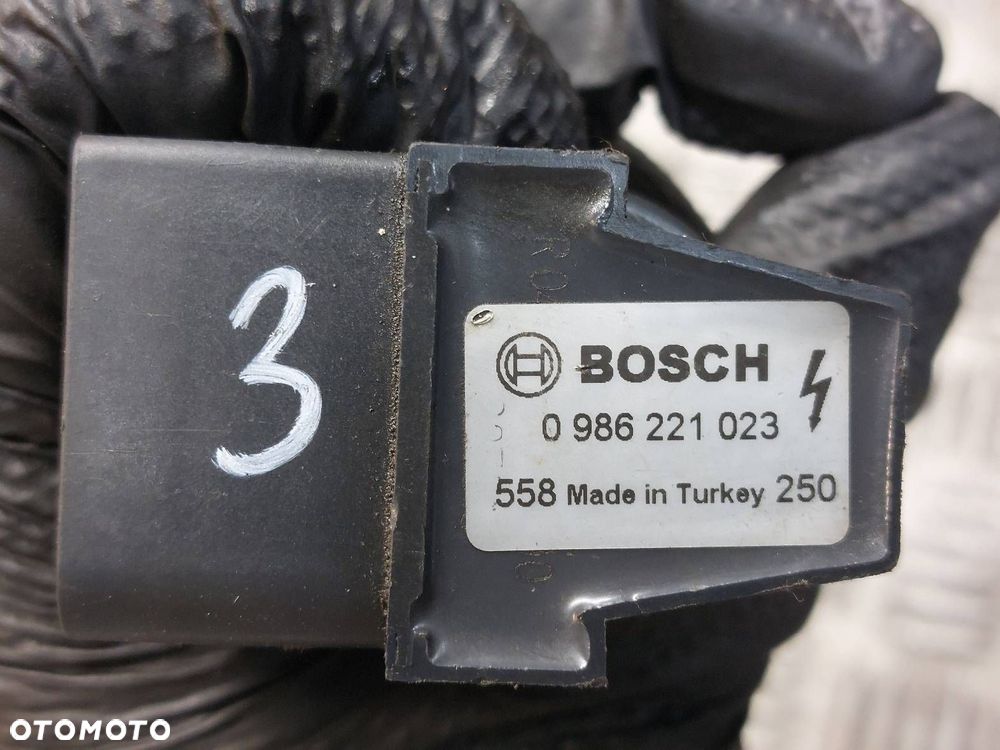 3
BOSCH
0 986 221 023
558 Made in Turkey 250
OTOMOTO